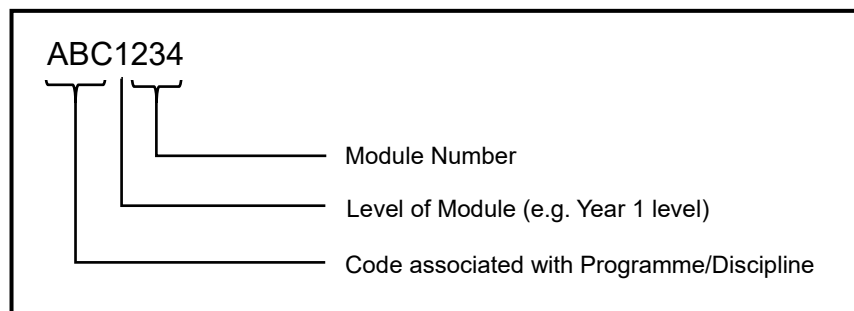 ABC1234
Module Number
Level of Module (e.g. Year 1 level)
Code associated with Programme/Discipline